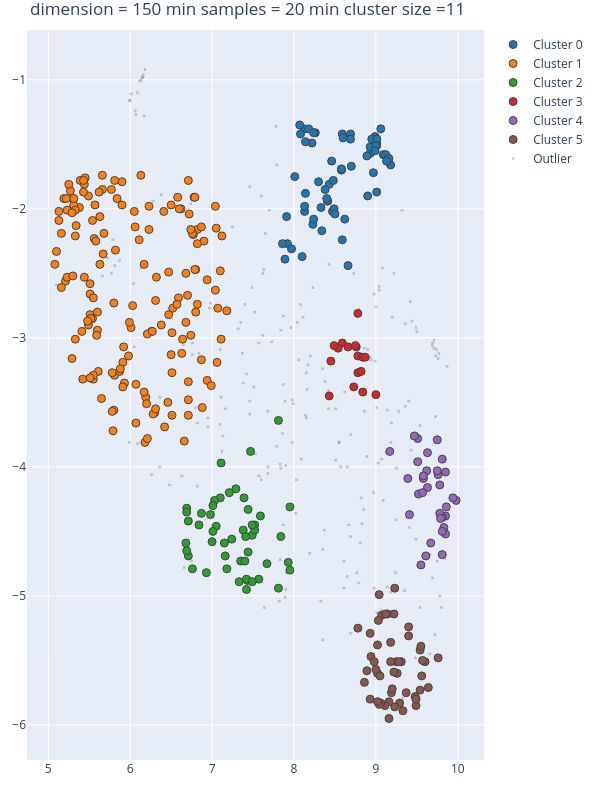 dimension = 150 min samples = 20 min cluster size =11
Cluster 0
Cluster 1
Cluster 2
Cluster 3
Cluster 4
Cluster 5
Outlier
−1
−2
−3
−4
−5
−6
5 6 7 8 9 10